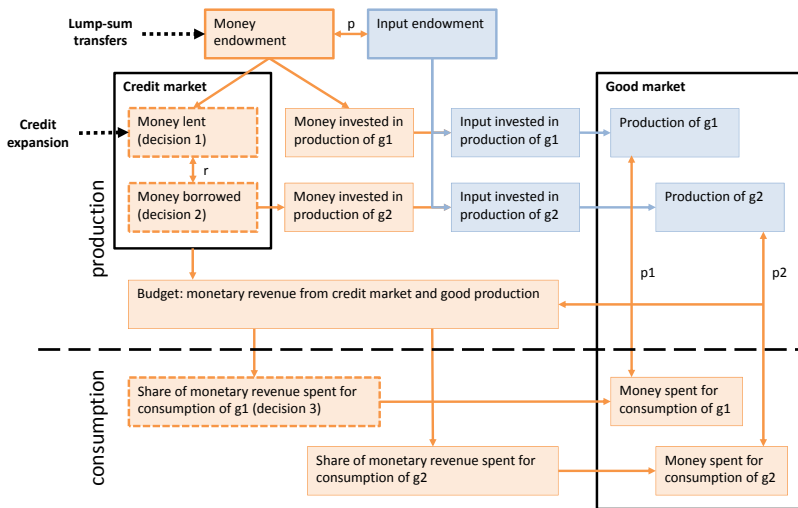 Lump-sum
transfers
Money
endowment
p
Input endowment
Credit market
Good market
Credit
expansion
Money lent
(decision 1)
Money invested in
production of g1
Input invested in
production of g1
Production of g1
r
Money borrowed
(decision 2)
Money invested in
production of g2
Input invested in
production of g2
Production of g2
production
p1
p2
Budget: monetary revenue from credit market and good production
consumption
Share of monetary revenue spent for
consumption of g1 (decision 3)
Money spent for
consumption of g1
Share of monetary revenue spent for
consumption of g2
Money spent for
consumption of g2